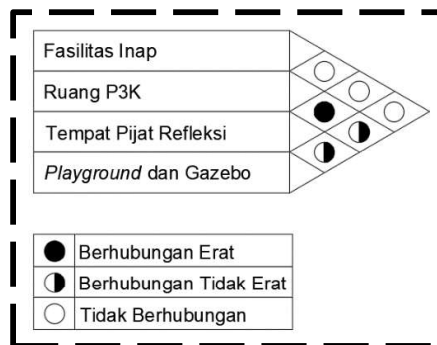 Fasilitas Inap
Ruang P3K
Tempat Pijat Refleksi
Playground dan Gazebo
Berhubungan Erat
Berhubungan Tidak Erat
Tidak Berhubungan